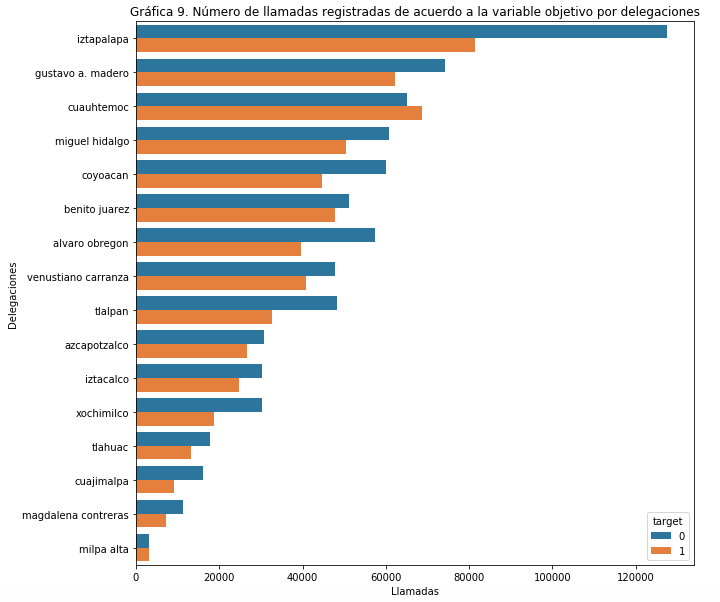 Gráfica 9. Número de llamadas registradas de acuerdo a la variable objetivo por delegaciones
Delegaciones
iztapalapa
gustavo a. madero
cuauhtemoc
miguel hidalgo
coyoacan
benito juarez
alvaro obregon
venustiano carranza
tlalpan
azcapotzalco
iztacalco
xochimilco
tlahuac
cuajimalpa
magdalena contreras
milpa alta
target
0
1
0 20000 40000 60000 80000 100000 120000
Llamadas